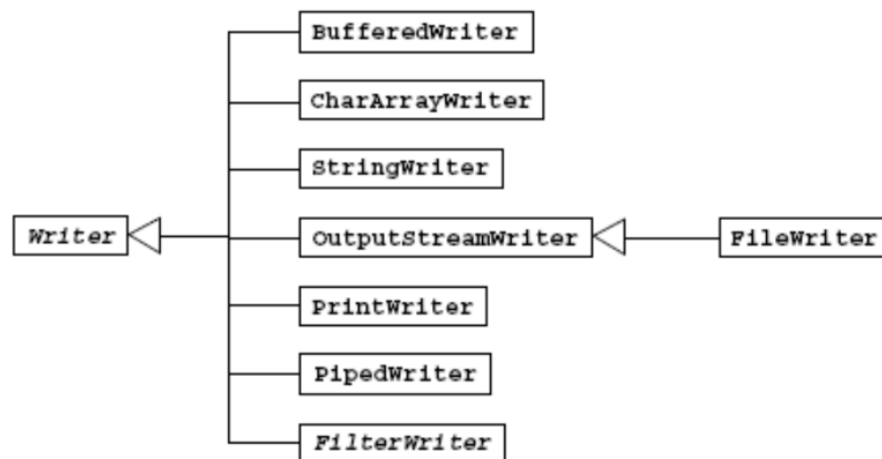 BufferedWriter
CharArrayWriter
StringWriter
Writer
OutputStreamWriter
FileWriter
PrintWriter
PipedWriter
FilterWriter